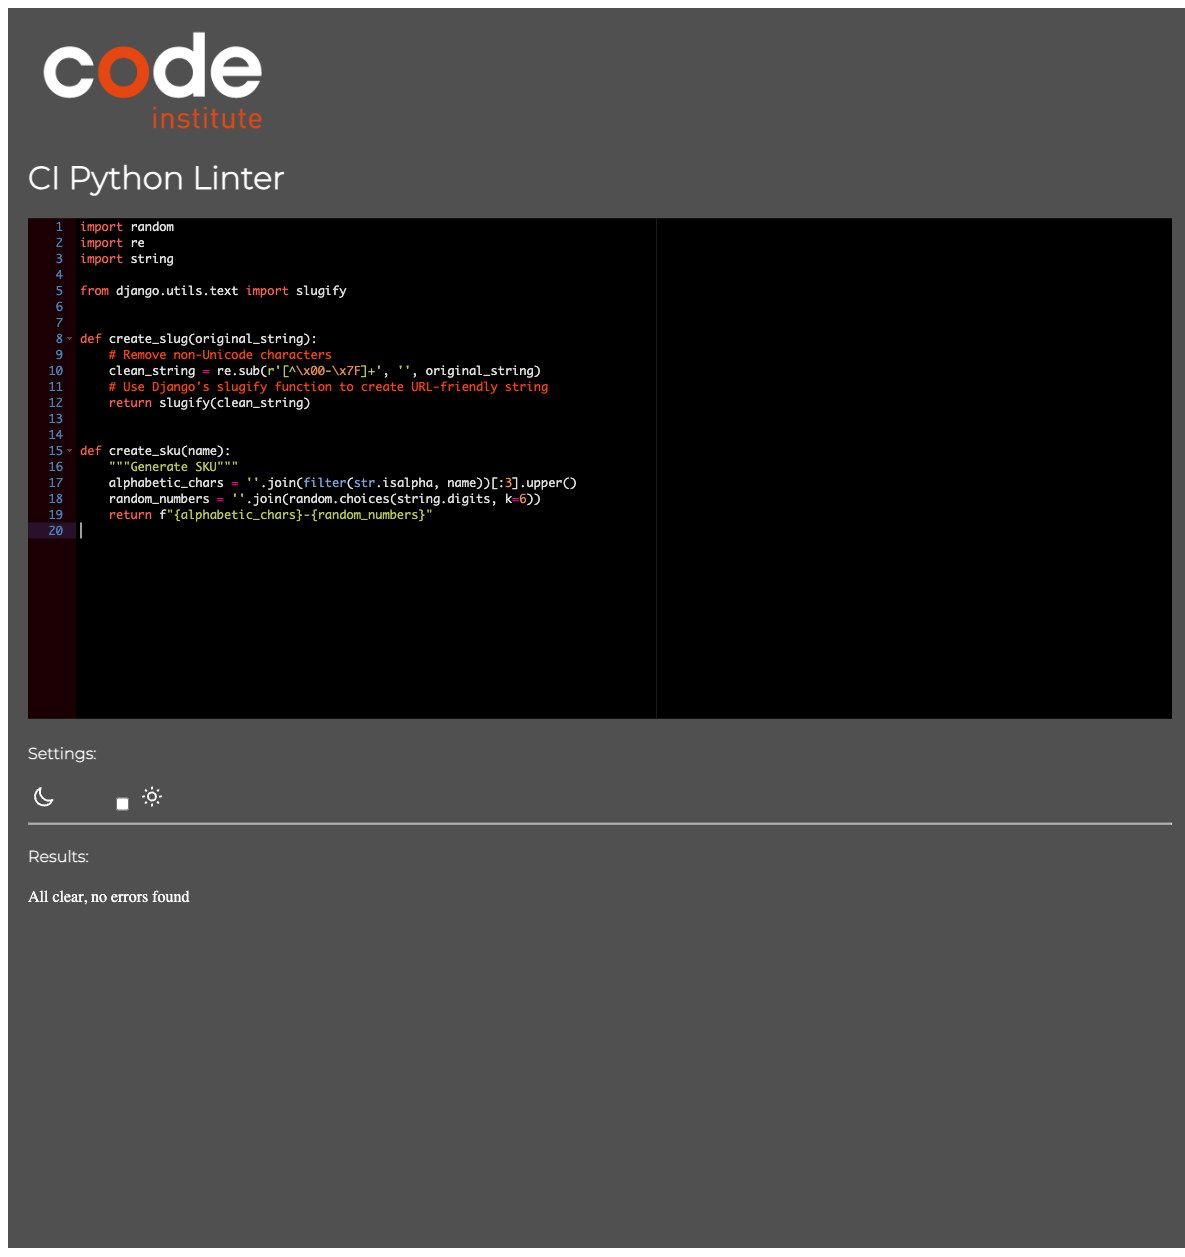 code
institute
CI Python Linter
1 import random
2 import re
3 import string
4
5 from django.utils.text import slugify
6
7
8 def create_slug(original_string):
9     # Remove non-Unicode characters
10     clean_string = re.sub(r'[^\x00-\x7F]+', '', original_string)
11     # Use Django's slugify function to create URL-friendly string
12     return slugify(clean_string)
13
14
15 def create_sku(name):
16     """Generate SKU"""
17     alphabetic_chars = ''.join(filter(str.isalpha, name))[:3].upper()
18     random_numbers = ''.join(random.choices(string.digits, k=6))
19     return f"{alphabetic_chars}-{random_numbers}"
20
Settings:
Results:
All clear, no errors found